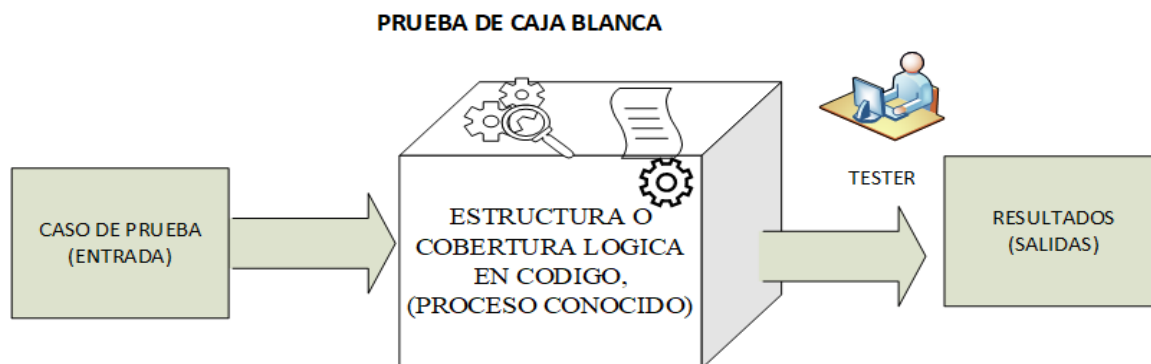 PRUEBA DE CAJA BLANCA
CASO DE PRUEBA
(ENTRADA)
ESTRUCTURA O
COBERTURA LOGICA
EN CODIGO,
(PROCESO CONOCIDO)
TESTER
RESULTADOS
(SALIDAS)